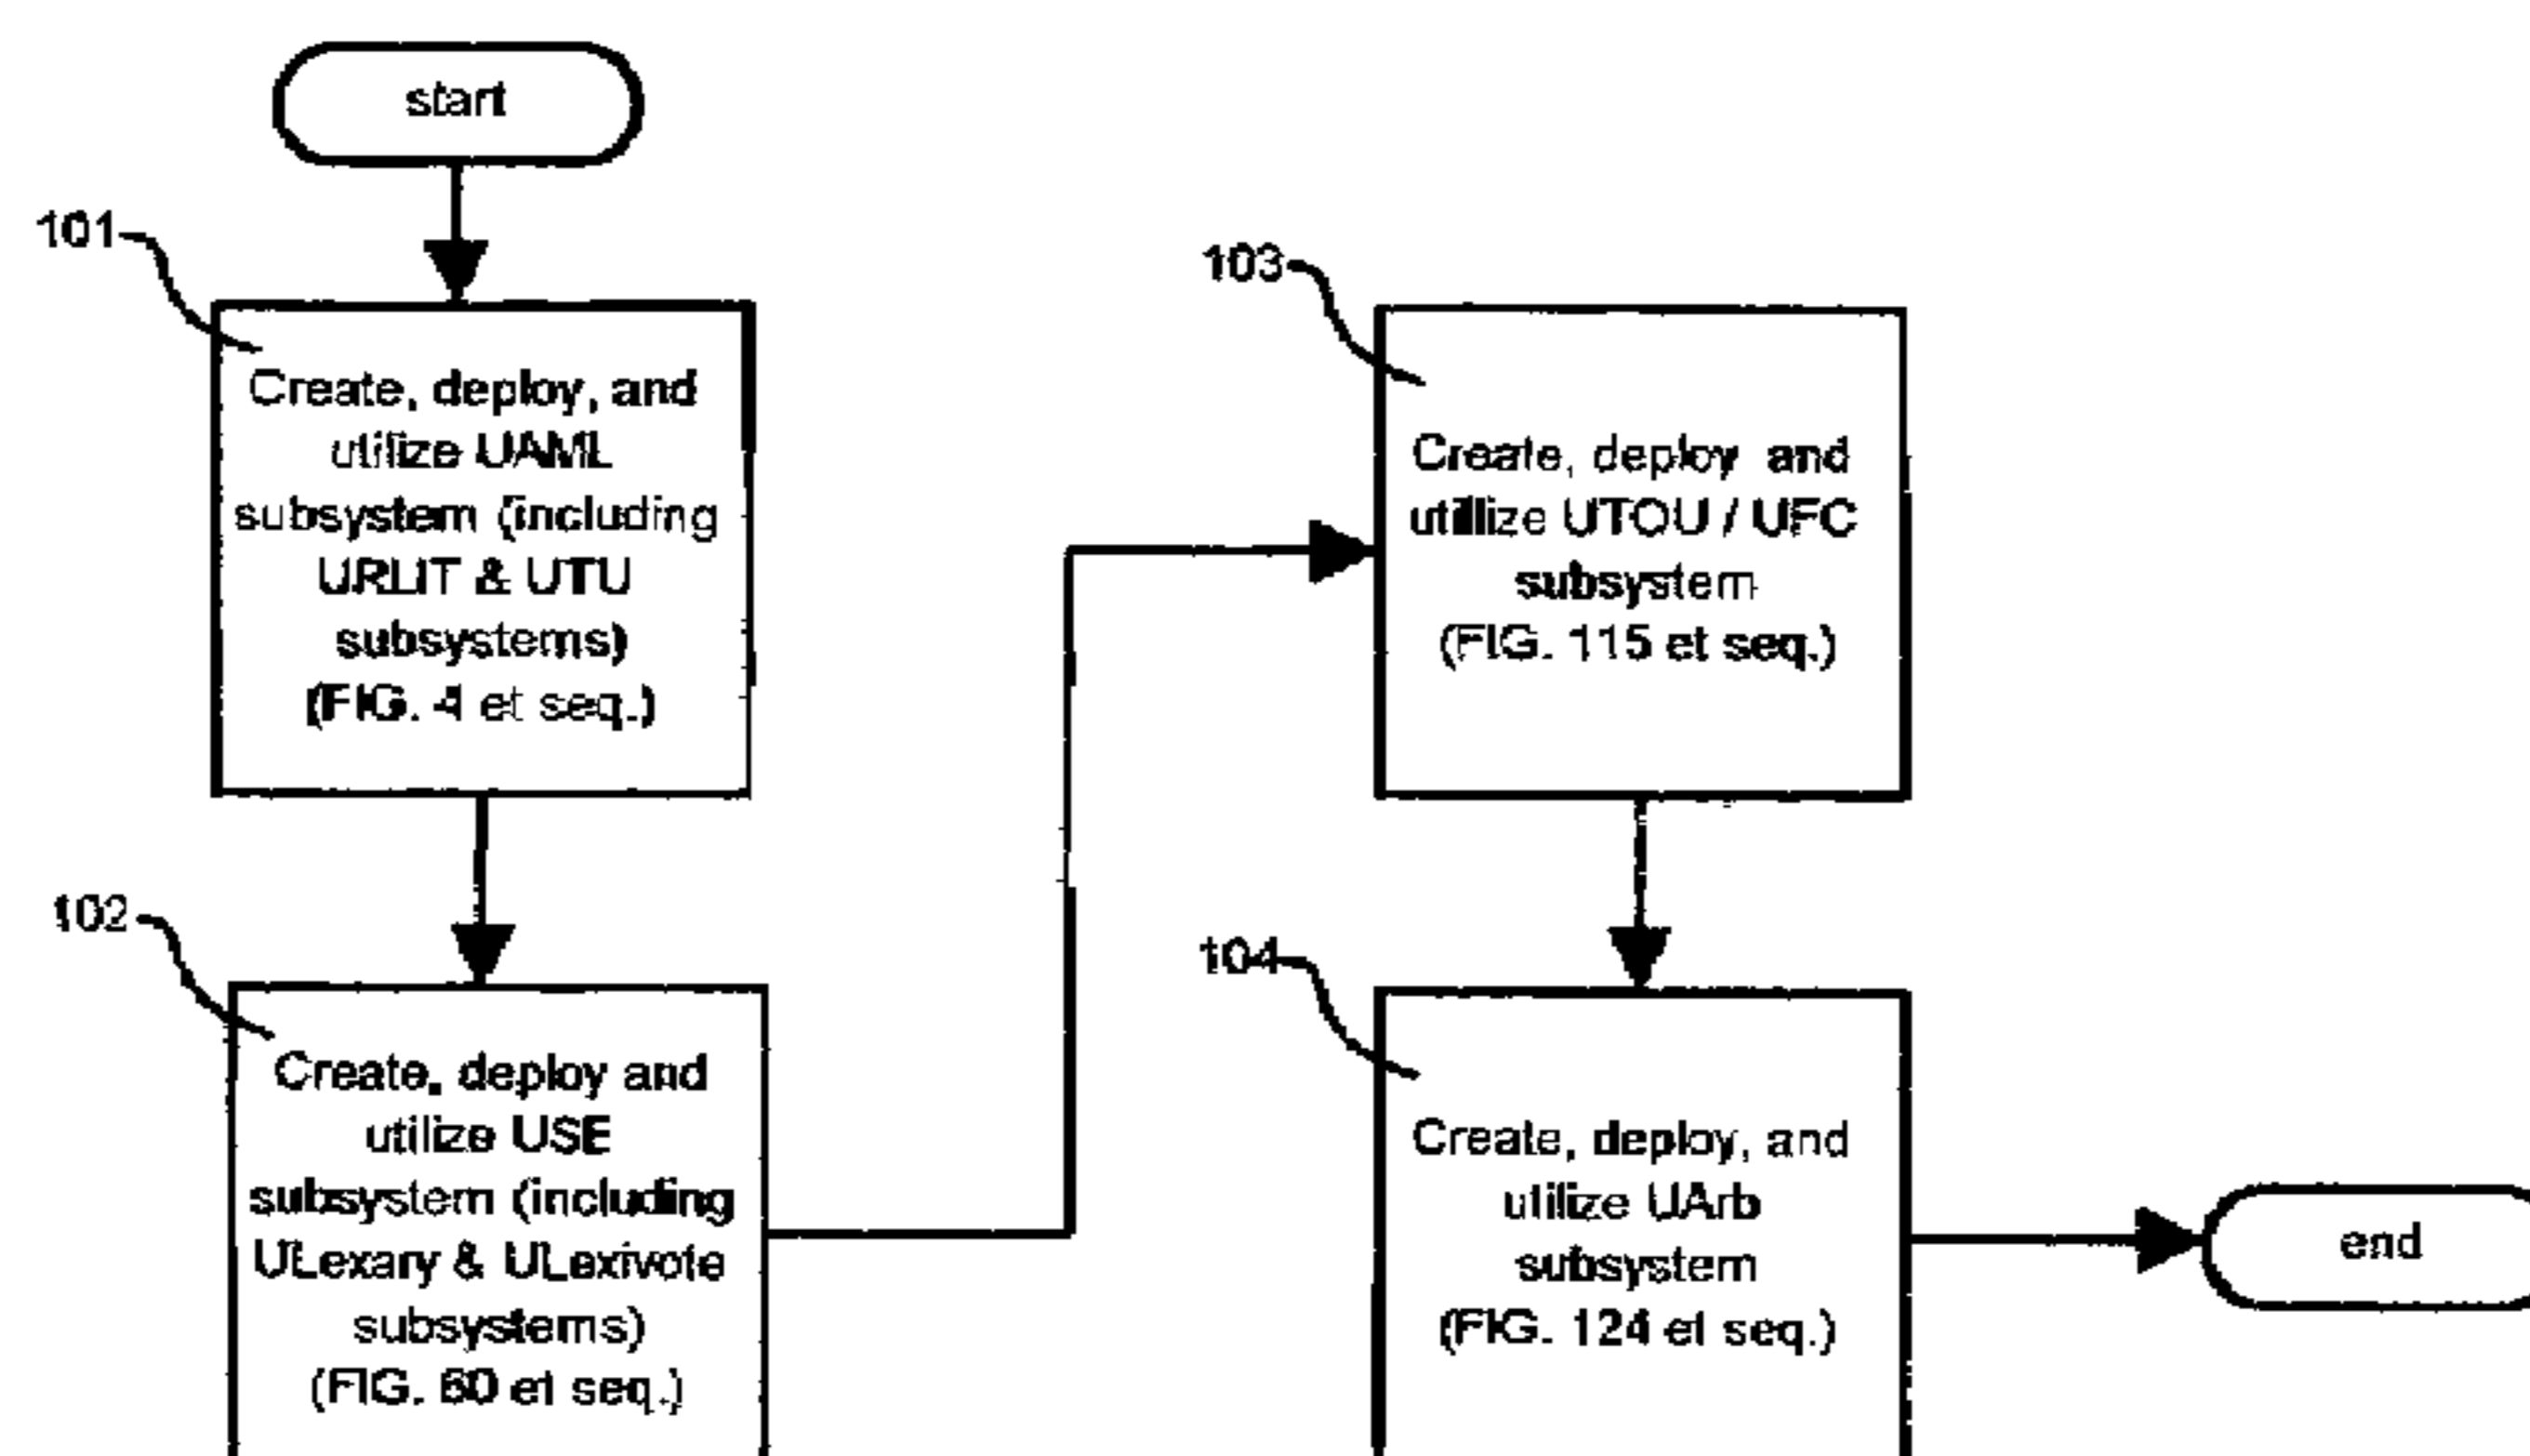 start
101
Create, deploy, and
utilize UAML
subsystem (including
URLIT & UTU
subsystems)
(FIG. 4 et seq.)
102
Create, deploy and
utilize USE
subsystem (including
ULexary & ULexivote
subsystems)
(FIG. 60 et seq.)
103
Create, deploy and
utillize UTOU / UFC
subsystem
(FIG. 115 et seq.)
104
Create, deploy, and
utilize UArb
subsystem
(FIG. 124 et seq.)
end